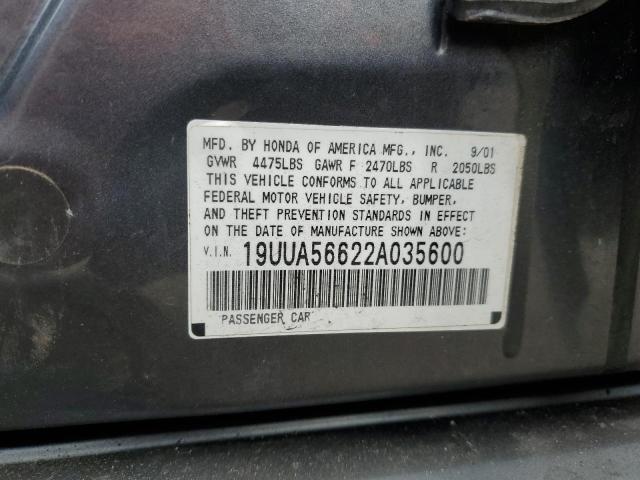 MFD. BY HONDA OF AMERICA MFG., INC. 9/01
GVWR 4475LBS GAWR F 2470LBS R 2050LBS
THIS VEHICLE CONFORMS TO ALL APPLICABLE
FEDERAL MOTOR VEHICLE SAFETY, BUMPER,
AND THEFT PREVENTION STANDARDS IN EFFECT
ON THE DATE OF MANUFACTURE SHOWN ABOVE:
V.I.N. 19UUA56622A035600
PASSENGER CAR